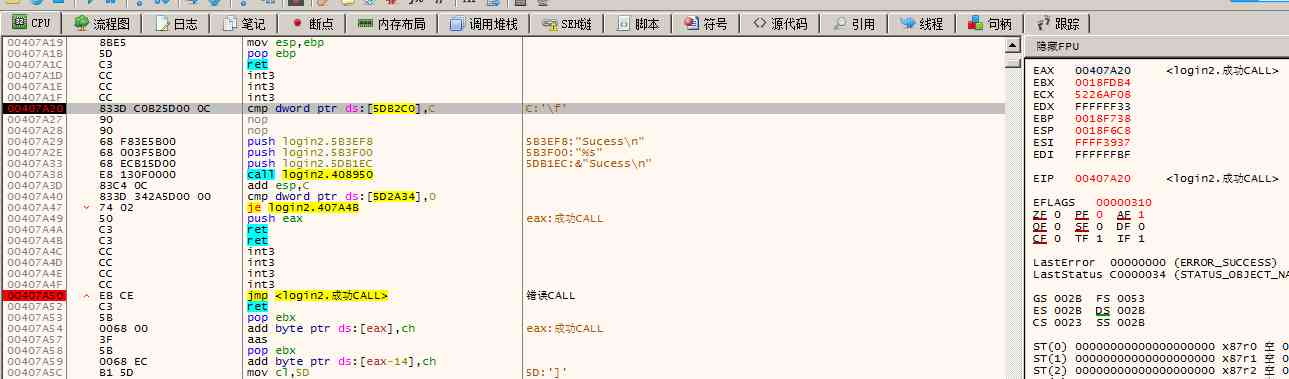 CPU 流程图 日志 笔记 断点 内存布局 调用堆栈 SEH链 脚本 符号 源代码 引用 线程 句柄 跟踪
00407A19 8BE5 mov esp,ebp
00407A1B 5D pop ebp
00407A1C C3 ret
00407A1D CC int3
00407A1E CC int3
00407A1F CC int3
00407A20 833D C0B25D00 0C cmp dword ptr ds:[5DB2C0],C C:'\f'
00407A27 90 nop
00407A28 90 nop
00407A29 68 F83E5B00 push login2.5B3EF8 5B3EF8:"Sucess\n"
00407A2E 68 003F5B00 push login2.5B3F00 5B3F00:"%s"
00407A33 68 ECB15D00 push login2.5DB1EC 5DB1EC:&"Sucess\n"
00407A38 E8 130F0000 call login2.408950
00407A3D 83C4 0C add esp,C
00407A40 833D 342A5D00 00 cmp dword ptr ds:[5D2A34],0
00407A47 74 02 je login2.407A4B
00407A49 50 push eax eax:成功CALL
00407A4A C3 ret
00407A4B C3 ret
00407A4C CC int3
00407A4D CC int3
00407A4E CC int3
00407A4F CC int3
00407A50 EB CE jmp <login2.成功CALL> 错误CALL
00407A52 C3 ret
00407A53 5B pop ebx
00407A54 0068 00 add byte ptr ds:[eax],ch eax:成功CALL
00407A57 3F aas
00407A58 5B pop ebx
00407A59 0068 EC add byte ptr ds:[eax-14],ch
00407A5C B1 5D mov cl,5D 5D:']'
隐藏FPU
EAX 00407A20 <login2.成功CALL>
EBX 0018FDB4
ECX 5226AF08
EDX FFFFFF33
EBP 0018F738
ESP 0018F6C8
ESI FFFF3937
EDI FFFFFFBF
EIP 00407A20 <login2.成功CALL>
EFLAGS 00000310
ZF 0 PF 0 AF 1
OF 0 SF 0 DF 0
CF 0 TF 1 IF 1
LastError 00000000 (ERROR_SUCCESS)
LastStatus C0000034 (STATUS_OBJECT_NA
GS 002B FS 0053
ES 002B DS 002B
CS 0023 SS 002B
ST(0) 00000000000000000000 x87r0 空 0
ST(1) 00000000000000000000 x87r1 空 0
ST(2) 00000000000000000000 x87r2 空 0